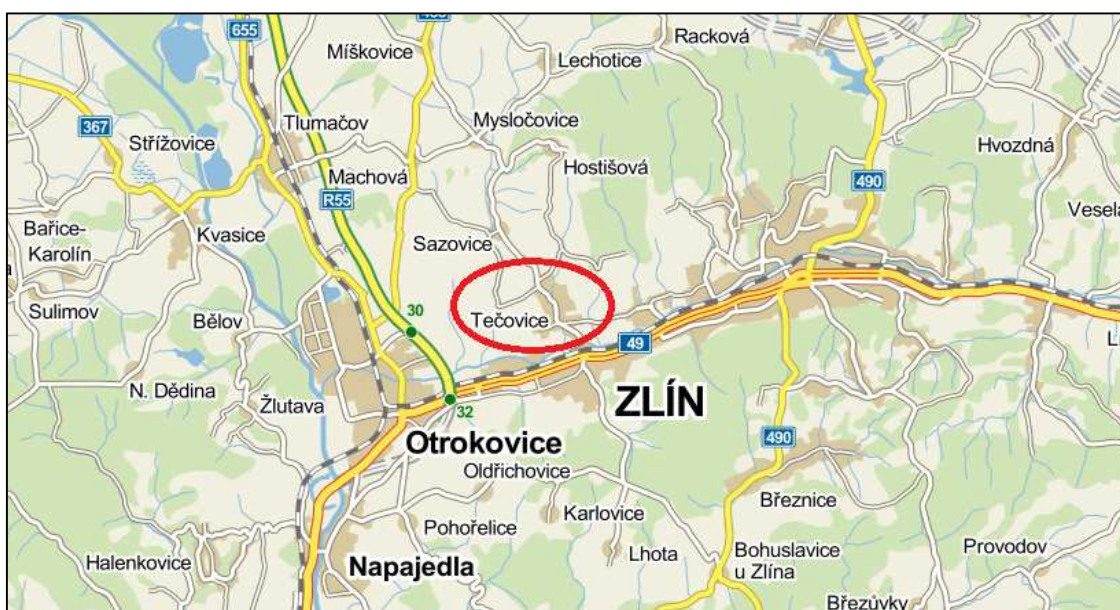 655
Míškovice
Lechotice
Racková
367
Střížovice
Tlumačov
Mysločovice
Hvozdná
Machová
Hostišová
490
R55
Vesela
Bařice-
Karolín
Kvasice
Sazovice
Sulimov
Bělov
30
Tečovice
49
N. Dědina
Žlutava
32
ZLÍN
Otrokovice
490
Oldřichovice
Březnice
Karlovice
Pohořelice
Halenkovice
Napajedla
Lhota
Bohuslavice
u Zlína
Provodov
Březůvky